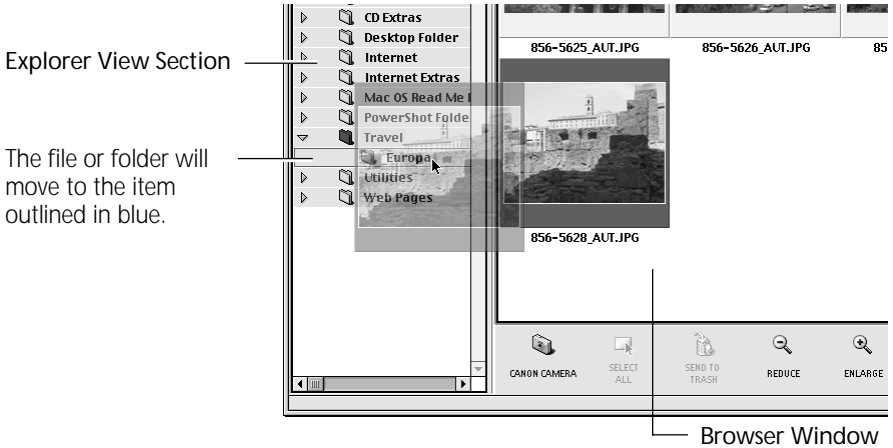 CD Extras
Desktop Folder
Internet
Internet Extras
Mac OS Read Me
PowerShot Folde
Travel
Europa
Utilities
Web Pages
Explorer View Section
The file or folder will
move to the item
outlined in blue.
856-5625_AUT.JPG
856-5626_AUT.JPG
85
856-5628_AUT.JPG
CANON CAMERA
SELECT
ALL
SEND TO
TRASH
REDUCE
ENLARGE
Browser Window